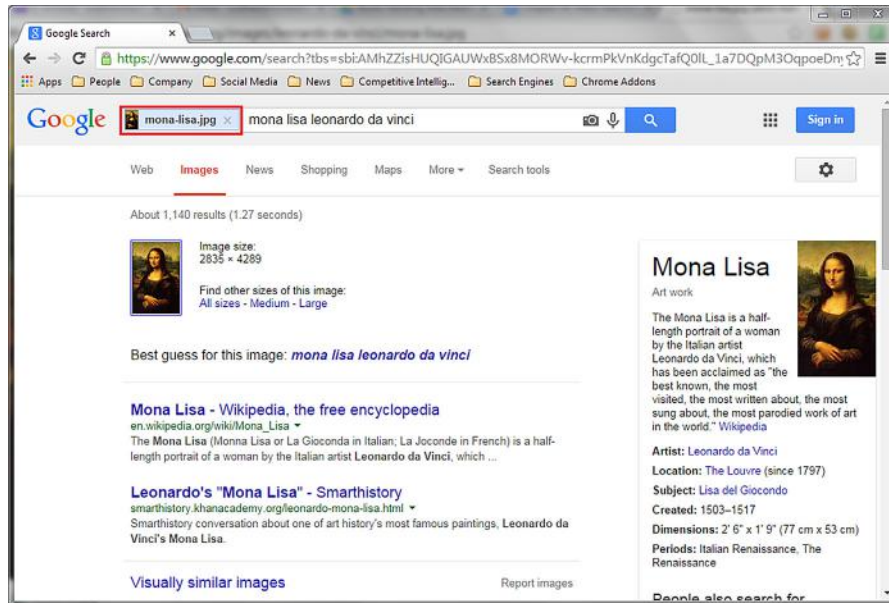 Google Search
https://www.google.com/search?tbs=sbi:AMhZZisHUQIGAUWxBSx8MORWv-kcrmPkVnKdgcTafQ0lL_1a7DQpM3OqpoeDny
Apps People Company Social Media News Competitive Intellig... Search Engines Chrome Addons
Google mona-lisa.jpg × mona lisa leonardo da vinci Sign in
Web Images News Shopping Maps More Search tools
About 1,140 results (1.27 seconds)
Image size:
2835 × 4289
Find other sizes of this image:
All sizes - Medium - Large
Best guess for this image: mona lisa leonardo da vinci
Mona Lisa - Wikipedia, the free encyclopedia
en.wikipedia.org/wiki/Mona_Lisa
The Mona Lisa (Monna Lisa or La Gioconda in Italian; La Joconde in French) is a half-
length portrait of a woman by the Italian artist Leonardo da Vinci, which ...
Leonardo's "Mona Lisa" - Smarthistory
smarthistory.khanacademy.org/leonardo-mona-lisa.html
Smarthistory conversation about one of art history's most famous paintings, Leonardo da
Vinci's Mona Lisa.
Visually similar images Report images
Mona Lisa
Art work
The Mona Lisa is a half-
length portrait of a woman
by the Italian artist
Leonardo da Vinci, which
has been acclaimed as "the
best known, the most
visited, the most written about, the most
sung about, the most parodied work of art
in the world." Wikipedia
Artist: Leonardo da Vinci
Location: The Louvre (since 1797)
Subject: Lisa del Giocondo
Created: 1503–1517
Dimensions: 2' 6" x 1' 9" (77 cm x 53 cm)
Periods: Italian Renaissance, The
Renaissance
People also search for